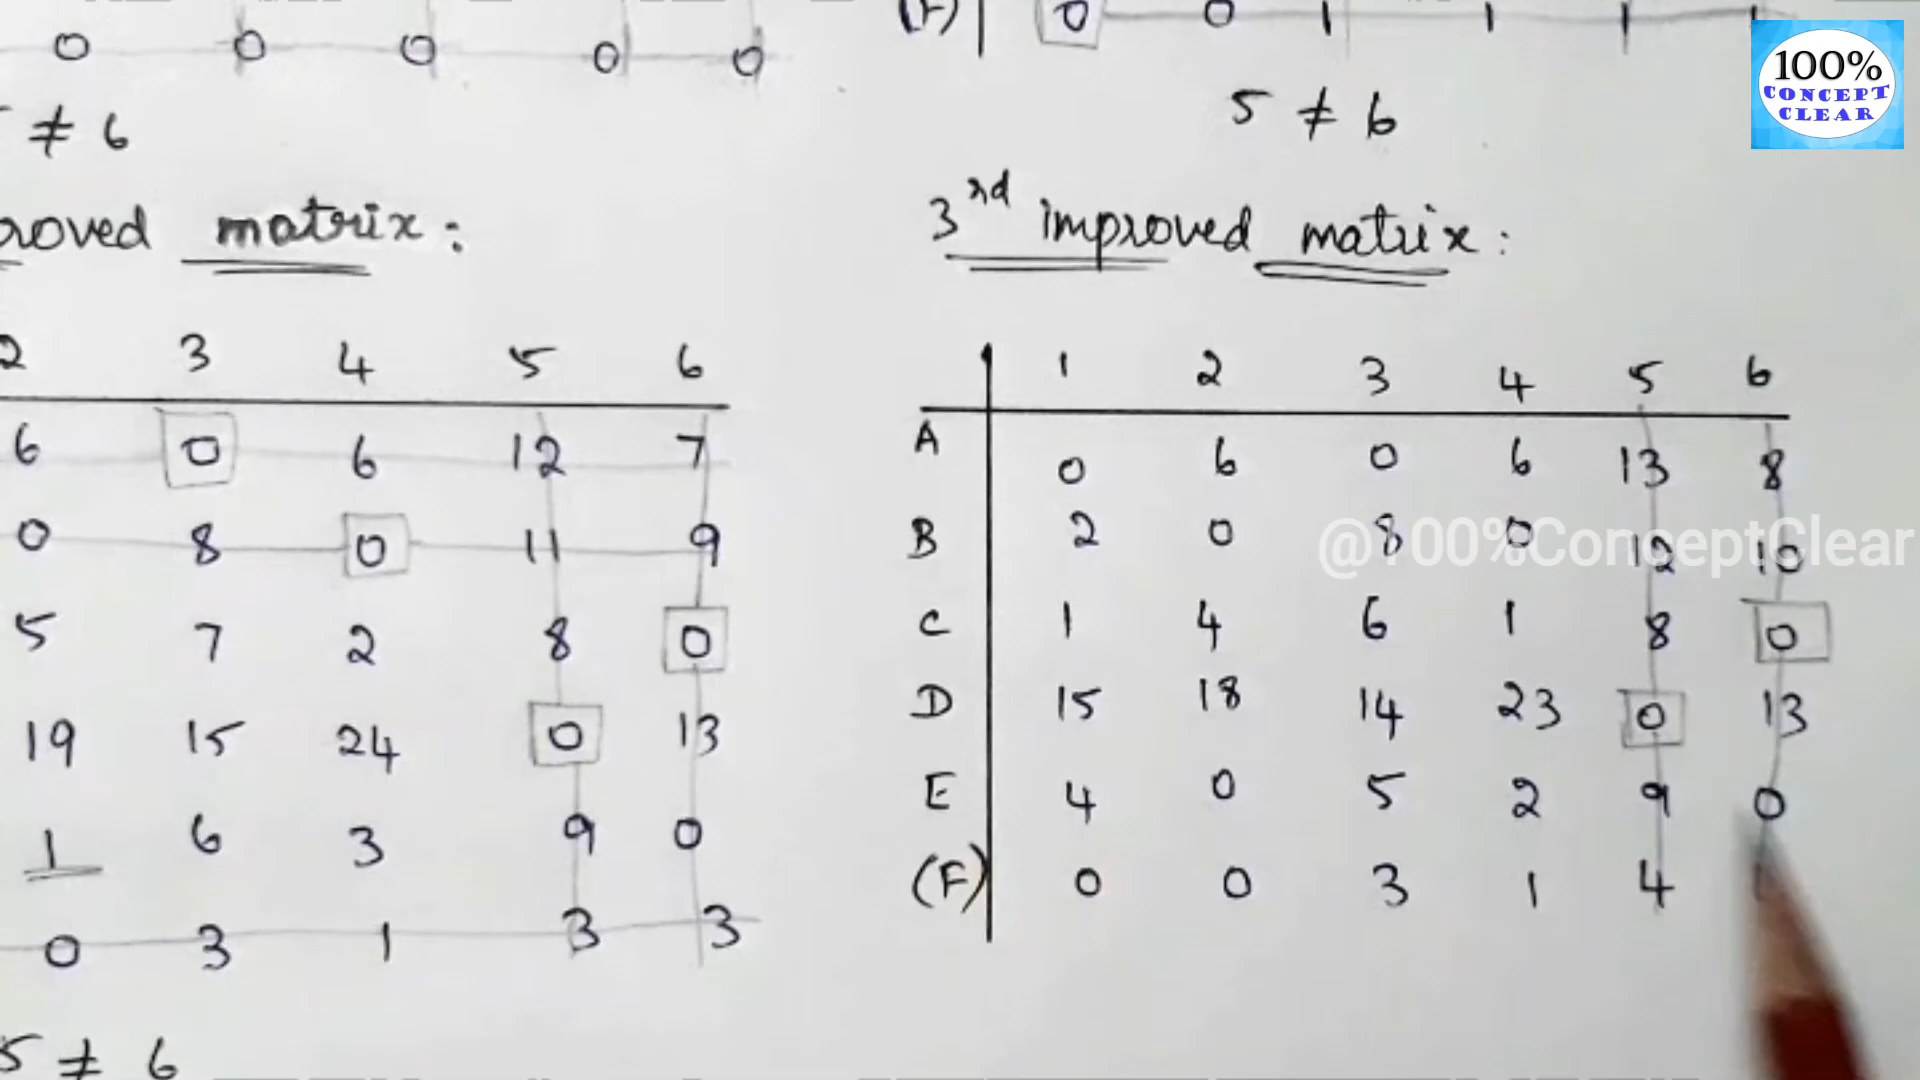 (F) 0 0 1 1 1 1
0 0 0 0 0
≠ 6
5 ≠ 6
100%
CONCEPT
CLEAR
roved matrix:
2 3 4 5 6
6 0 6 12 7
0 8 0 11 9
5 7 2 8 0
19 15 24 0 13
1 6 3 9 0
0 3 1 3 3
5 ≠ 6
3rd improved matrix:
1 2 3 4 5 6
A 0 6 0 6 13 8
B 2 0 8 0 12 10
@100%ConceptClear
C 1 4 6 1 8 0
D 15 18 14 23 0 13
E 4 0 5 2 9 0
(F) 0 0 3 1 4